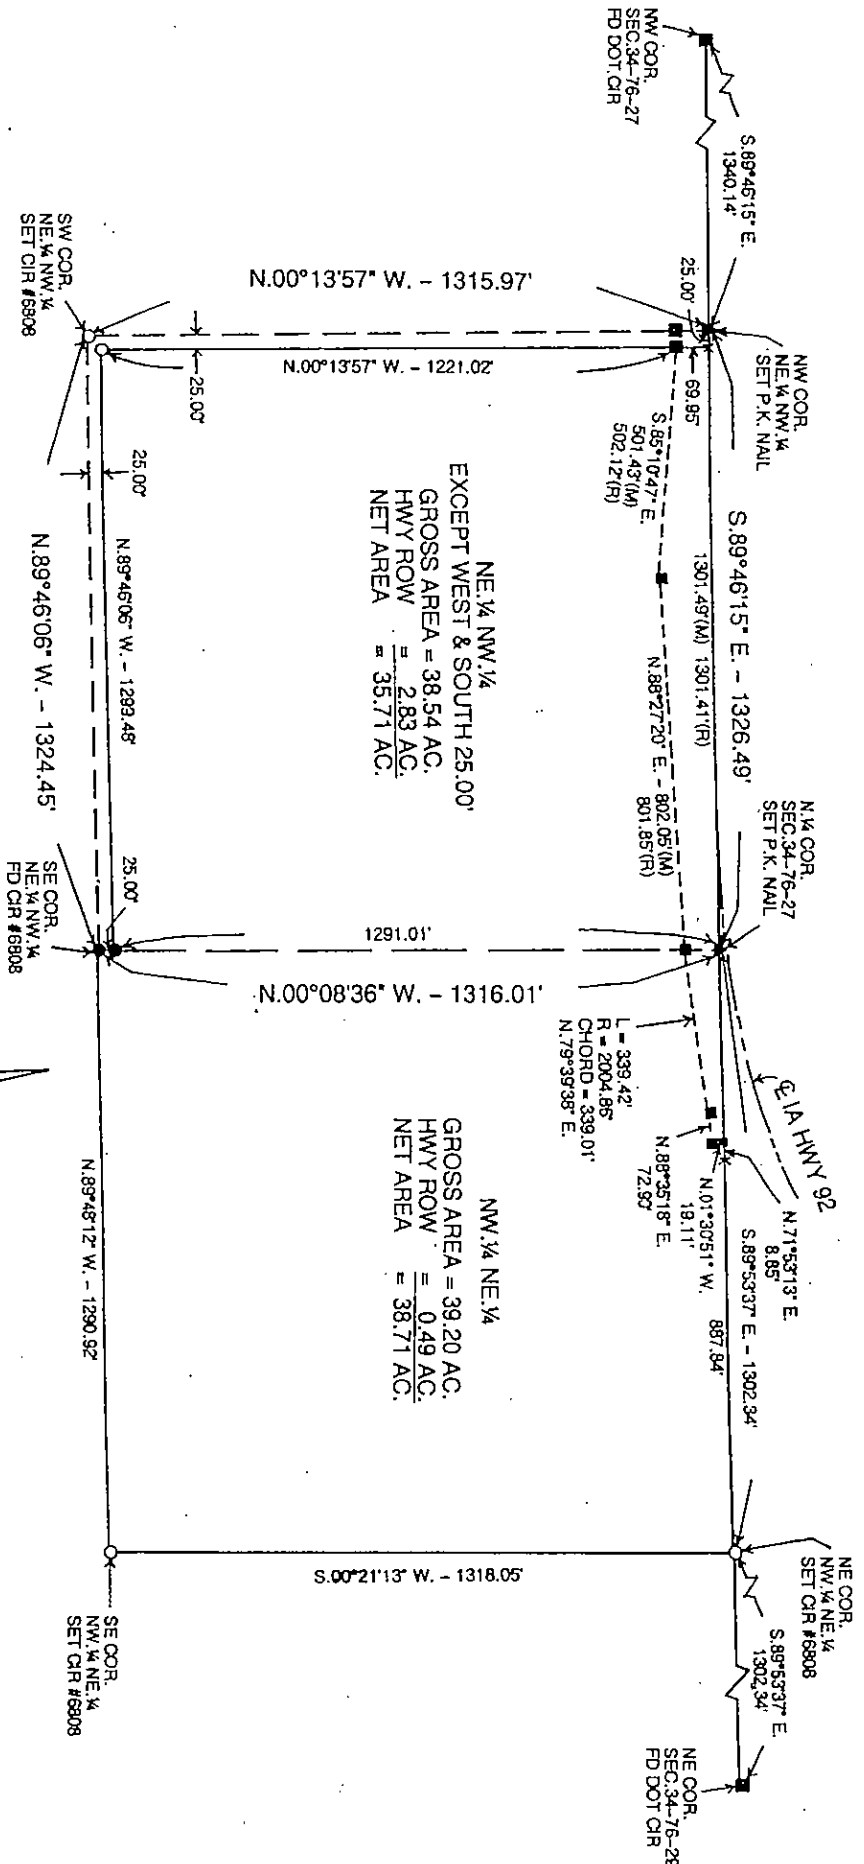 NW COR.
SEC.34-76-27
FD DOT.CIR
S.89°46'15" E.
1340.14'
25.00'
NW COR.
NE.¼ NW.¼
SET P.K. NAIL
S.89°46'15" E. - 1326.49'
1301.49'(M) 1301.41'(R)
N.¼ COR.
SEC.34-76-27
SET P.K. NAIL
℄ IA HWY 92
N.71°53'13" E.
8.85'
S.89°53'37" E. - 1302.34'
887.84'
NE COR.
NW.¼ NE.¼
SET CIR #6808
S.89°53'37" E.
1302.34'
NE COR.
SEC.34-76-28
FD DOT CIR
69.95'
S.85°10'47" E.
501.43'(M)
502.12'(R)
N.88°27'20" E. - 802.05'(M)
801.85'(R)
L = 339.42'
R = 2004.86'
CHORD = 339.01'
N.79°39'38" E.
N.88°35'18" E.
72.90'
N.01°30'51" W.
19.11'
N.00°13'57" W. - 1315.97'
N.00°13'57" W. - 1221.02'
25.00'
NE.¼ NW.¼
EXCEPT WEST & SOUTH 25.00'
GROSS AREA = 38.54 AC.
HWY ROW = 2.83 AC.
NET AREA = 35.71 AC.
1291.01'
N.00°08'36" W. - 1316.01'
NW.¼ NE.¼
GROSS AREA = 39.20 AC.
HWY ROW = 0.49 AC.
NET AREA = 38.71 AC.
S.00°21'13" W. - 1318.05'
SW COR.
NE.¼ NW.¼
SET CIR #6808
25.00'
N.89°46'06" W. - 1299.48'
N.89°46'06" W. - 1324.45'
25.00'
SE COR.
NE.¼ NW.¼
FD CIR #6808
N.89°48'12" W. - 1290.92'
SE COR.
NW.¼ NE.¼
SET CIR #6808